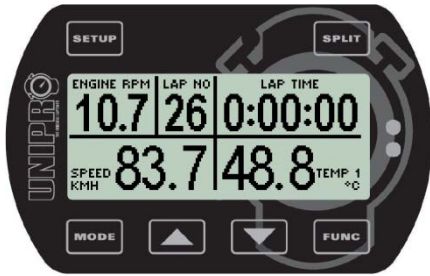 SETUP SPLIT
ENGINE RPM LAP NO LAP TIME
10.7 26 0:00:00
SPEED KMH 83.7 48.8 TEMP 1 °C
UNIPRO
MODE FUNC